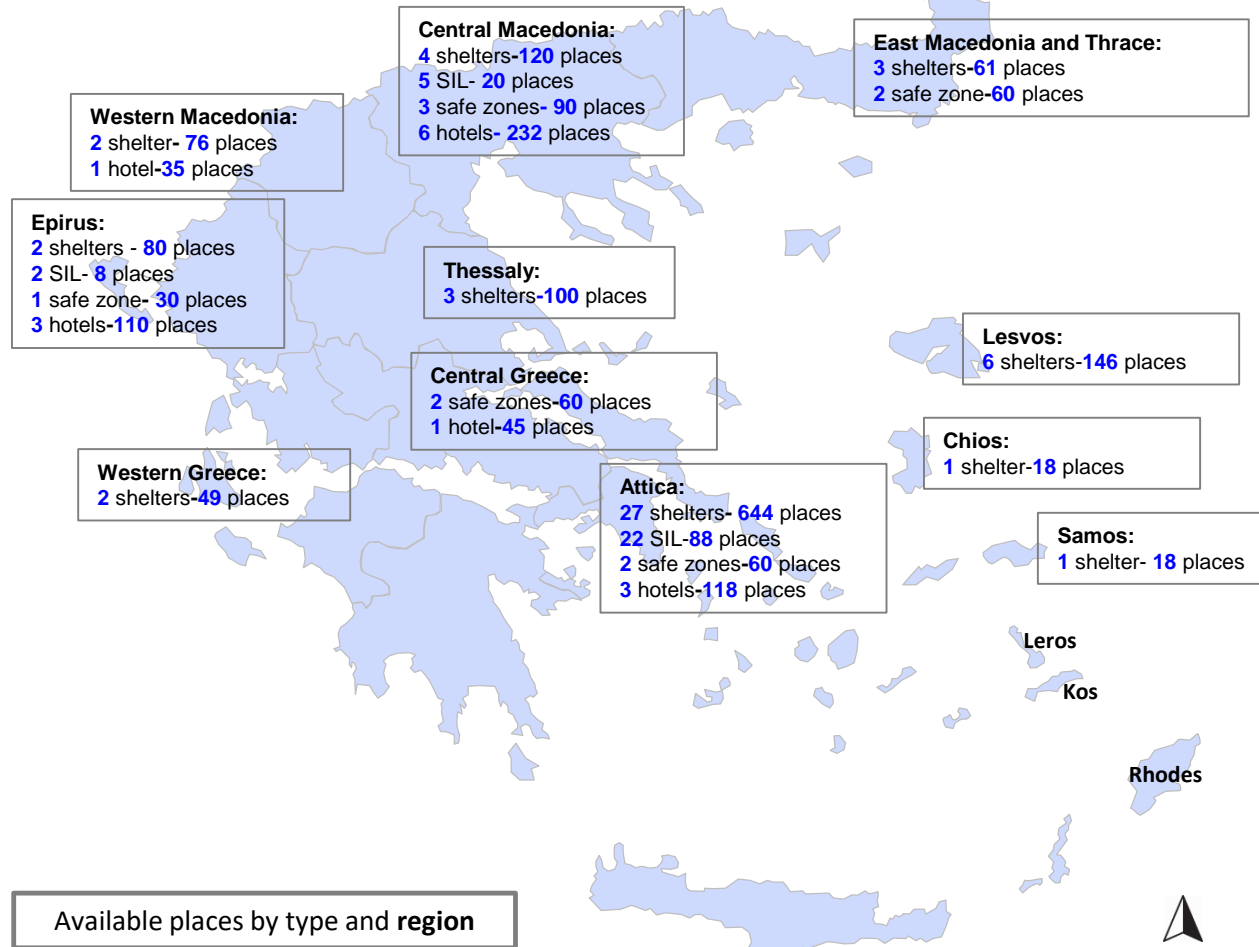 Central Macedonia:
4 shelters-120 places
5 SIL- 20 places
3 safe zones- 90 places
6 hotels- 232 places
East Macedonia and Thrace:
3 shelters-61 places
2 safe zone-60 places
Western Macedonia:
2 shelter- 76 places
1 hotel-35 places
Epirus:
2 shelters - 80 places
2 SIL- 8 places
1 safe zone- 30 places
3 hotels-110 places
Thessaly:
3 shelters-100 places
Lesvos:
6 shelters-146 places
Central Greece:
2 safe zones-60 places
1 hotel-45 places
Chios:
1 shelter-18 places
Western Greece:
2 shelters-49 places
Attica:
27 shelters- 644 places
22 SIL-88 places
2 safe zones-60 places
3 hotels-118 places
Samos:
1 shelter- 18 places
Leros
Kos
Rhodes
Available places by type and region